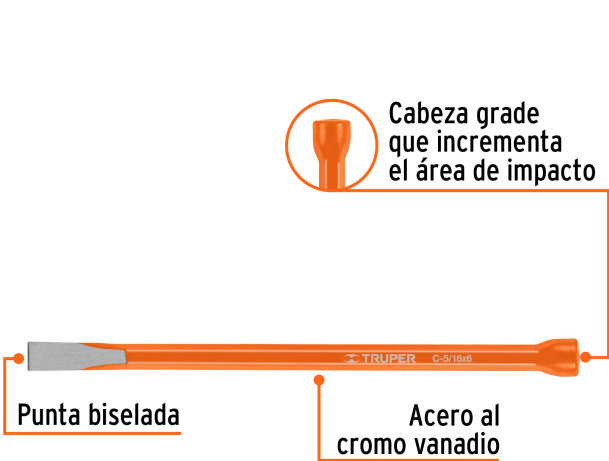 Cabeza grade
que incrementa
el área de impacto
TRUPER C-5/16x6
Punta biselada
Acero al
cromo vanadio